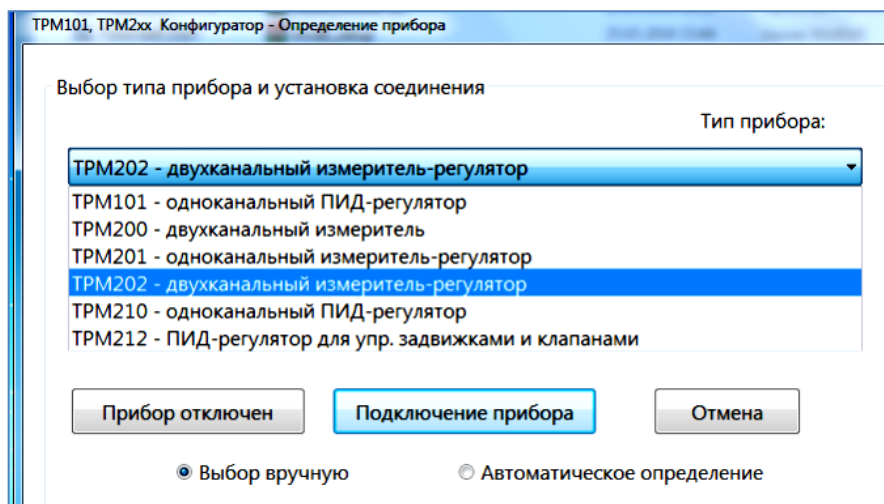 ТРМ101, ТРМ2xx Конфигуратор - Определение прибора
Выбор типа прибора и установка соединения
Тип прибора:
ТРМ202 - двухканальный измеритель-регулятор
ТРМ101 - одноканальный ПИД-регулятор
ТРМ200 - двухканальный измеритель
ТРМ201 - одноканальный измеритель-регулятор
ТРМ202 - двухканальный измеритель-регулятор
ТРМ210 - одноканальный ПИД-регулятор
ТРМ212 - ПИД-регулятор для упр. задвижками и клапанами
Прибор отключен Подключение прибора Отмена
Выбор вручную Автоматическое определение